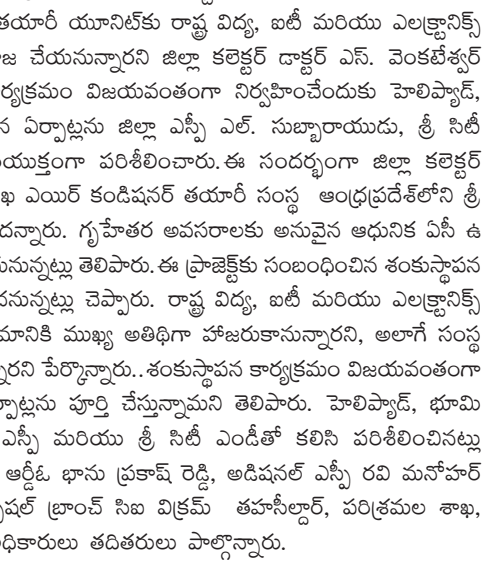 తయారీ యూనిట్‌కు రాష్ట్ర విద్య, ఐటీ మరియు ఎలక్ట్రానిక్స్
జ చేయనున్నారని జిల్లా కలెక్టర్ డాక్టర్ ఎస్. వెంకటేశ్వర్
ర్యక్రమం విజయవంతంగా నిర్వహించేందుకు హెలిప్యాడ్,
న ఏర్పాట్లను జిల్లా ఎస్పీ ఎల్. సుబ్బారాయుడు, శ్రీ సిటీ
యుక్తంగా పరిశీలించారు.ఈ సందర్భంగా జిల్లా కలెక్టర్
ఖ ఎయిర్ కండిషనర్ తయారీ సంస్థ ఆంధ్రప్రదేశ్‌లోని శ్రీ
దన్నారు. గృహేతర అవసరాలకు అనువైన ఆధునిక ఏసీ ఉ
నున్నట్లు తెలిపారు.ఈ ప్రాజెక్ట్‌కు సంబంధించిన శంకుస్థాపన
దనున్నట్లు చెప్పారు. రాష్ట్ర విద్య, ఐటీ మరియు ఎలక్ట్రానిక్స్
మానికి ముఖ్య అతిథిగా హాజరుకానున్నారని, అలాగే సంస్థ
్నారని పేర్కొన్నారు..శంకుస్థాపన కార్యక్రమం విజయవంతంగా
ర్పాట్లను పూర్తి చేస్తున్నామని తెలిపారు. హెలిప్యాడ్, భూమి
ఎస్పీ మరియు శ్రీ సిటీ ఎండీతో కలిసి పరిశీలించినట్లు
ఆర్డీఓ భాను ప్రకాష్ రెడ్డి, అడిషనల్ ఎస్పీ రవి మనోహర్
షల్ బ్రాంచ్ సిఐ విక్రమ్ తహసీల్దార్, పరిశ్రమల శాఖ,
ధికారులు తదితరులు పాల్గొన్నారు.